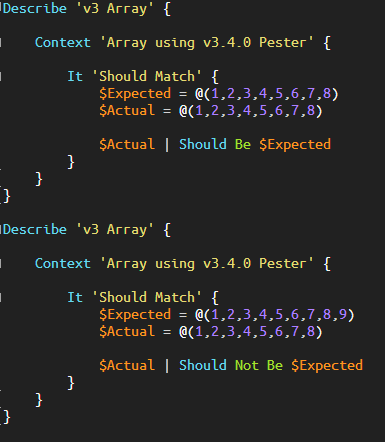 Describe 'v3 Array' {
Context 'Array using v3.4.0 Pester' {
It 'Should Match' {
$Expected = @(1,2,3,4,5,6,7,8)
$Actual = @(1,2,3,4,5,6,7,8)
$Actual | Should Be $Expected
}
}
}
Describe 'v3 Array' {
Context 'Array using v3.4.0 Pester' {
It 'Should Match' {
$Expected = @(1,2,3,4,5,6,7,8,9)
$Actual = @(1,2,3,4,5,6,7,8)
$Actual | Should Not Be $Expected
}
}
}